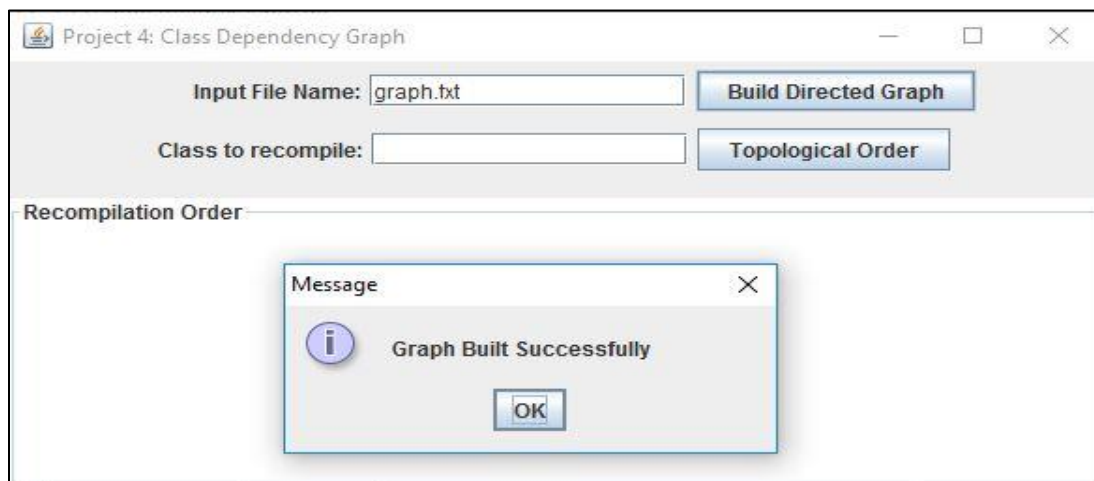 Project 4: Class Dependency Graph
Input File Name: graph.txt Build Directed Graph
Class to recompile: Topological Order
Recompilation Order
Message
i Graph Built Successfully
OK